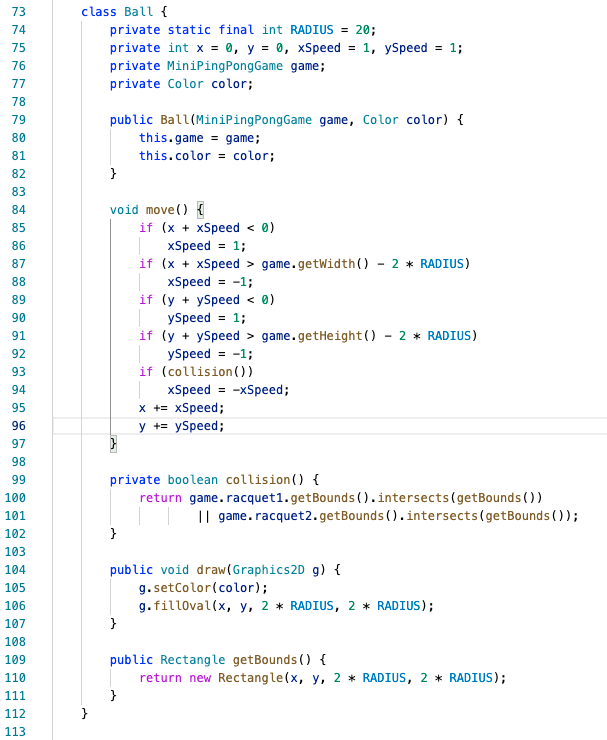 73 class Ball {
74 private static final int RADIUS = 20;
75 private int x = 0, y = 0, xSpeed = 1, ySpeed = 1;
76 private MiniPingPongGame game;
77 private Color color;
78
79 public Ball(MiniPingPongGame game, Color color) {
80 this.game = game;
81 this.color = color;
82 }
83
84 void move() {
85 if (x + xSpeed < 0)
86 xSpeed = 1;
87 if (x + xSpeed > game.getWidth() - 2 * RADIUS)
88 xSpeed = -1;
89 if (y + ySpeed < 0)
90 ySpeed = 1;
91 if (y + ySpeed > game.getHeight() - 2 * RADIUS)
92 ySpeed = -1;
93 if (collision())
94 xSpeed = -xSpeed;
95 x += xSpeed;
96 y += ySpeed;
97 }
98
99 private boolean collision() {
100 return game.racquet1.getBounds().intersects(getBounds())
101 || game.racquet2.getBounds().intersects(getBounds());
102 }
103
104 public void draw(Graphics2D g) {
105 g.setColor(color);
106 g.fillOval(x, y, 2 * RADIUS, 2 * RADIUS);
107 }
108
109 public Rectangle getBounds() {
110 return new Rectangle(x, y, 2 * RADIUS, 2 * RADIUS);
111 }
112 }
113